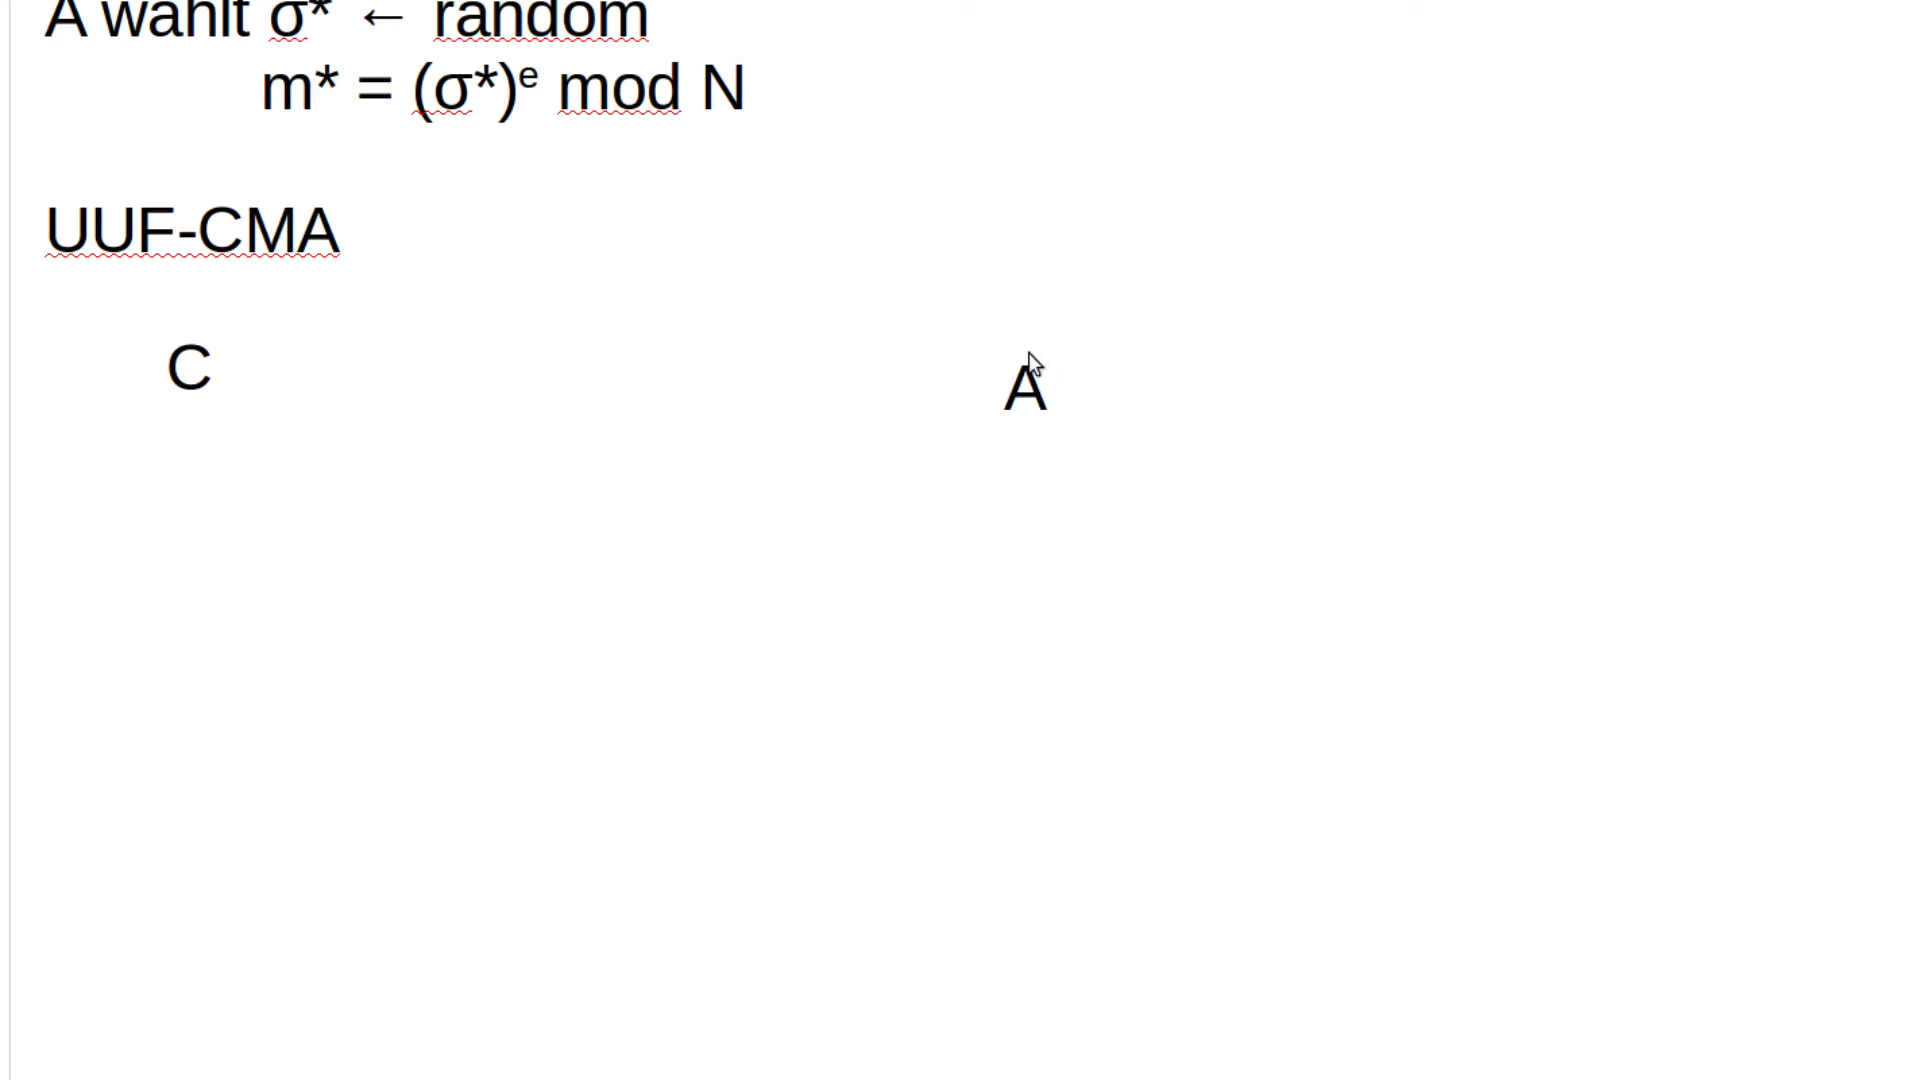 A wählt σ* ← random
m* = (σ*)ᵉ mod N
UUF-CMA
C
A